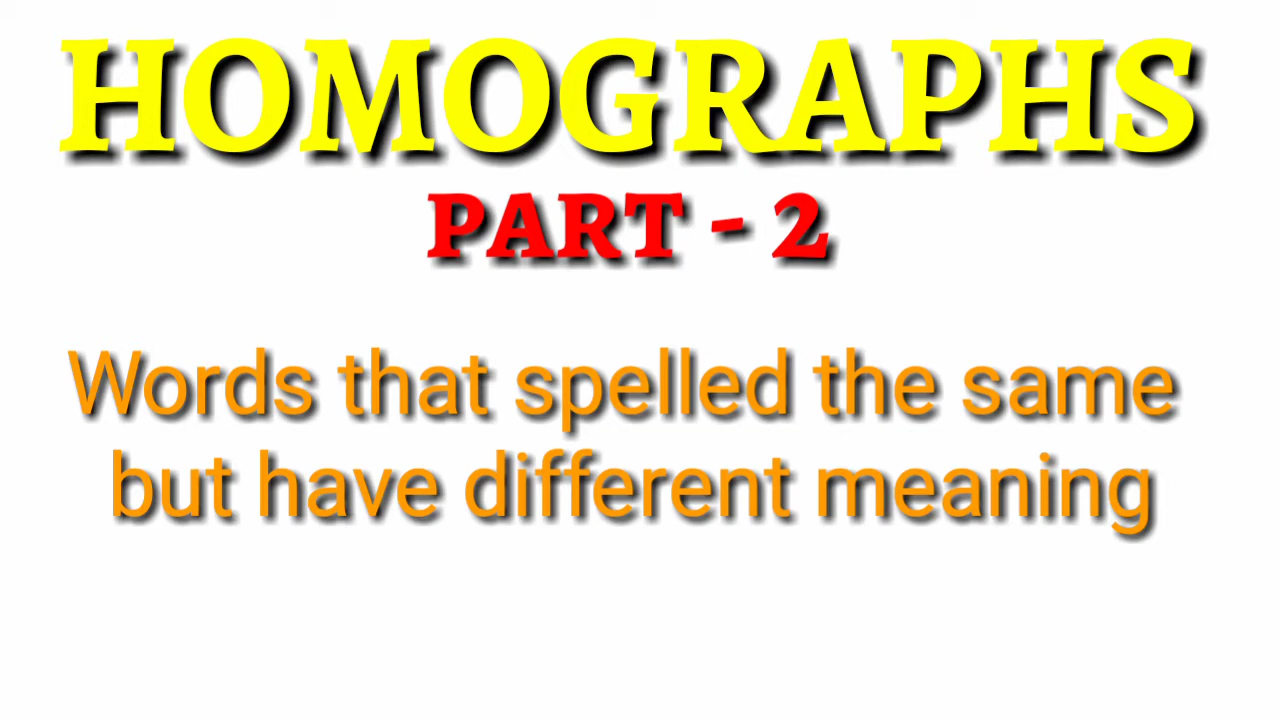 HOMOGRAPHS
PART - 2
Words that spelled the same
but have different meaning